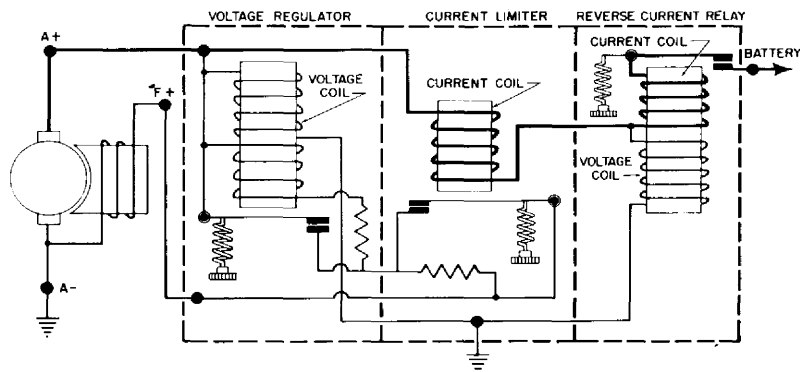 VOLTAGE REGULATOR
CURRENT LIMITER
REVERSE CURRENT RELAY
A+
F+
VOLTAGE
COIL
CURRENT COIL
CURRENT COIL
BATTERY
VOLTAGE
COIL
A-